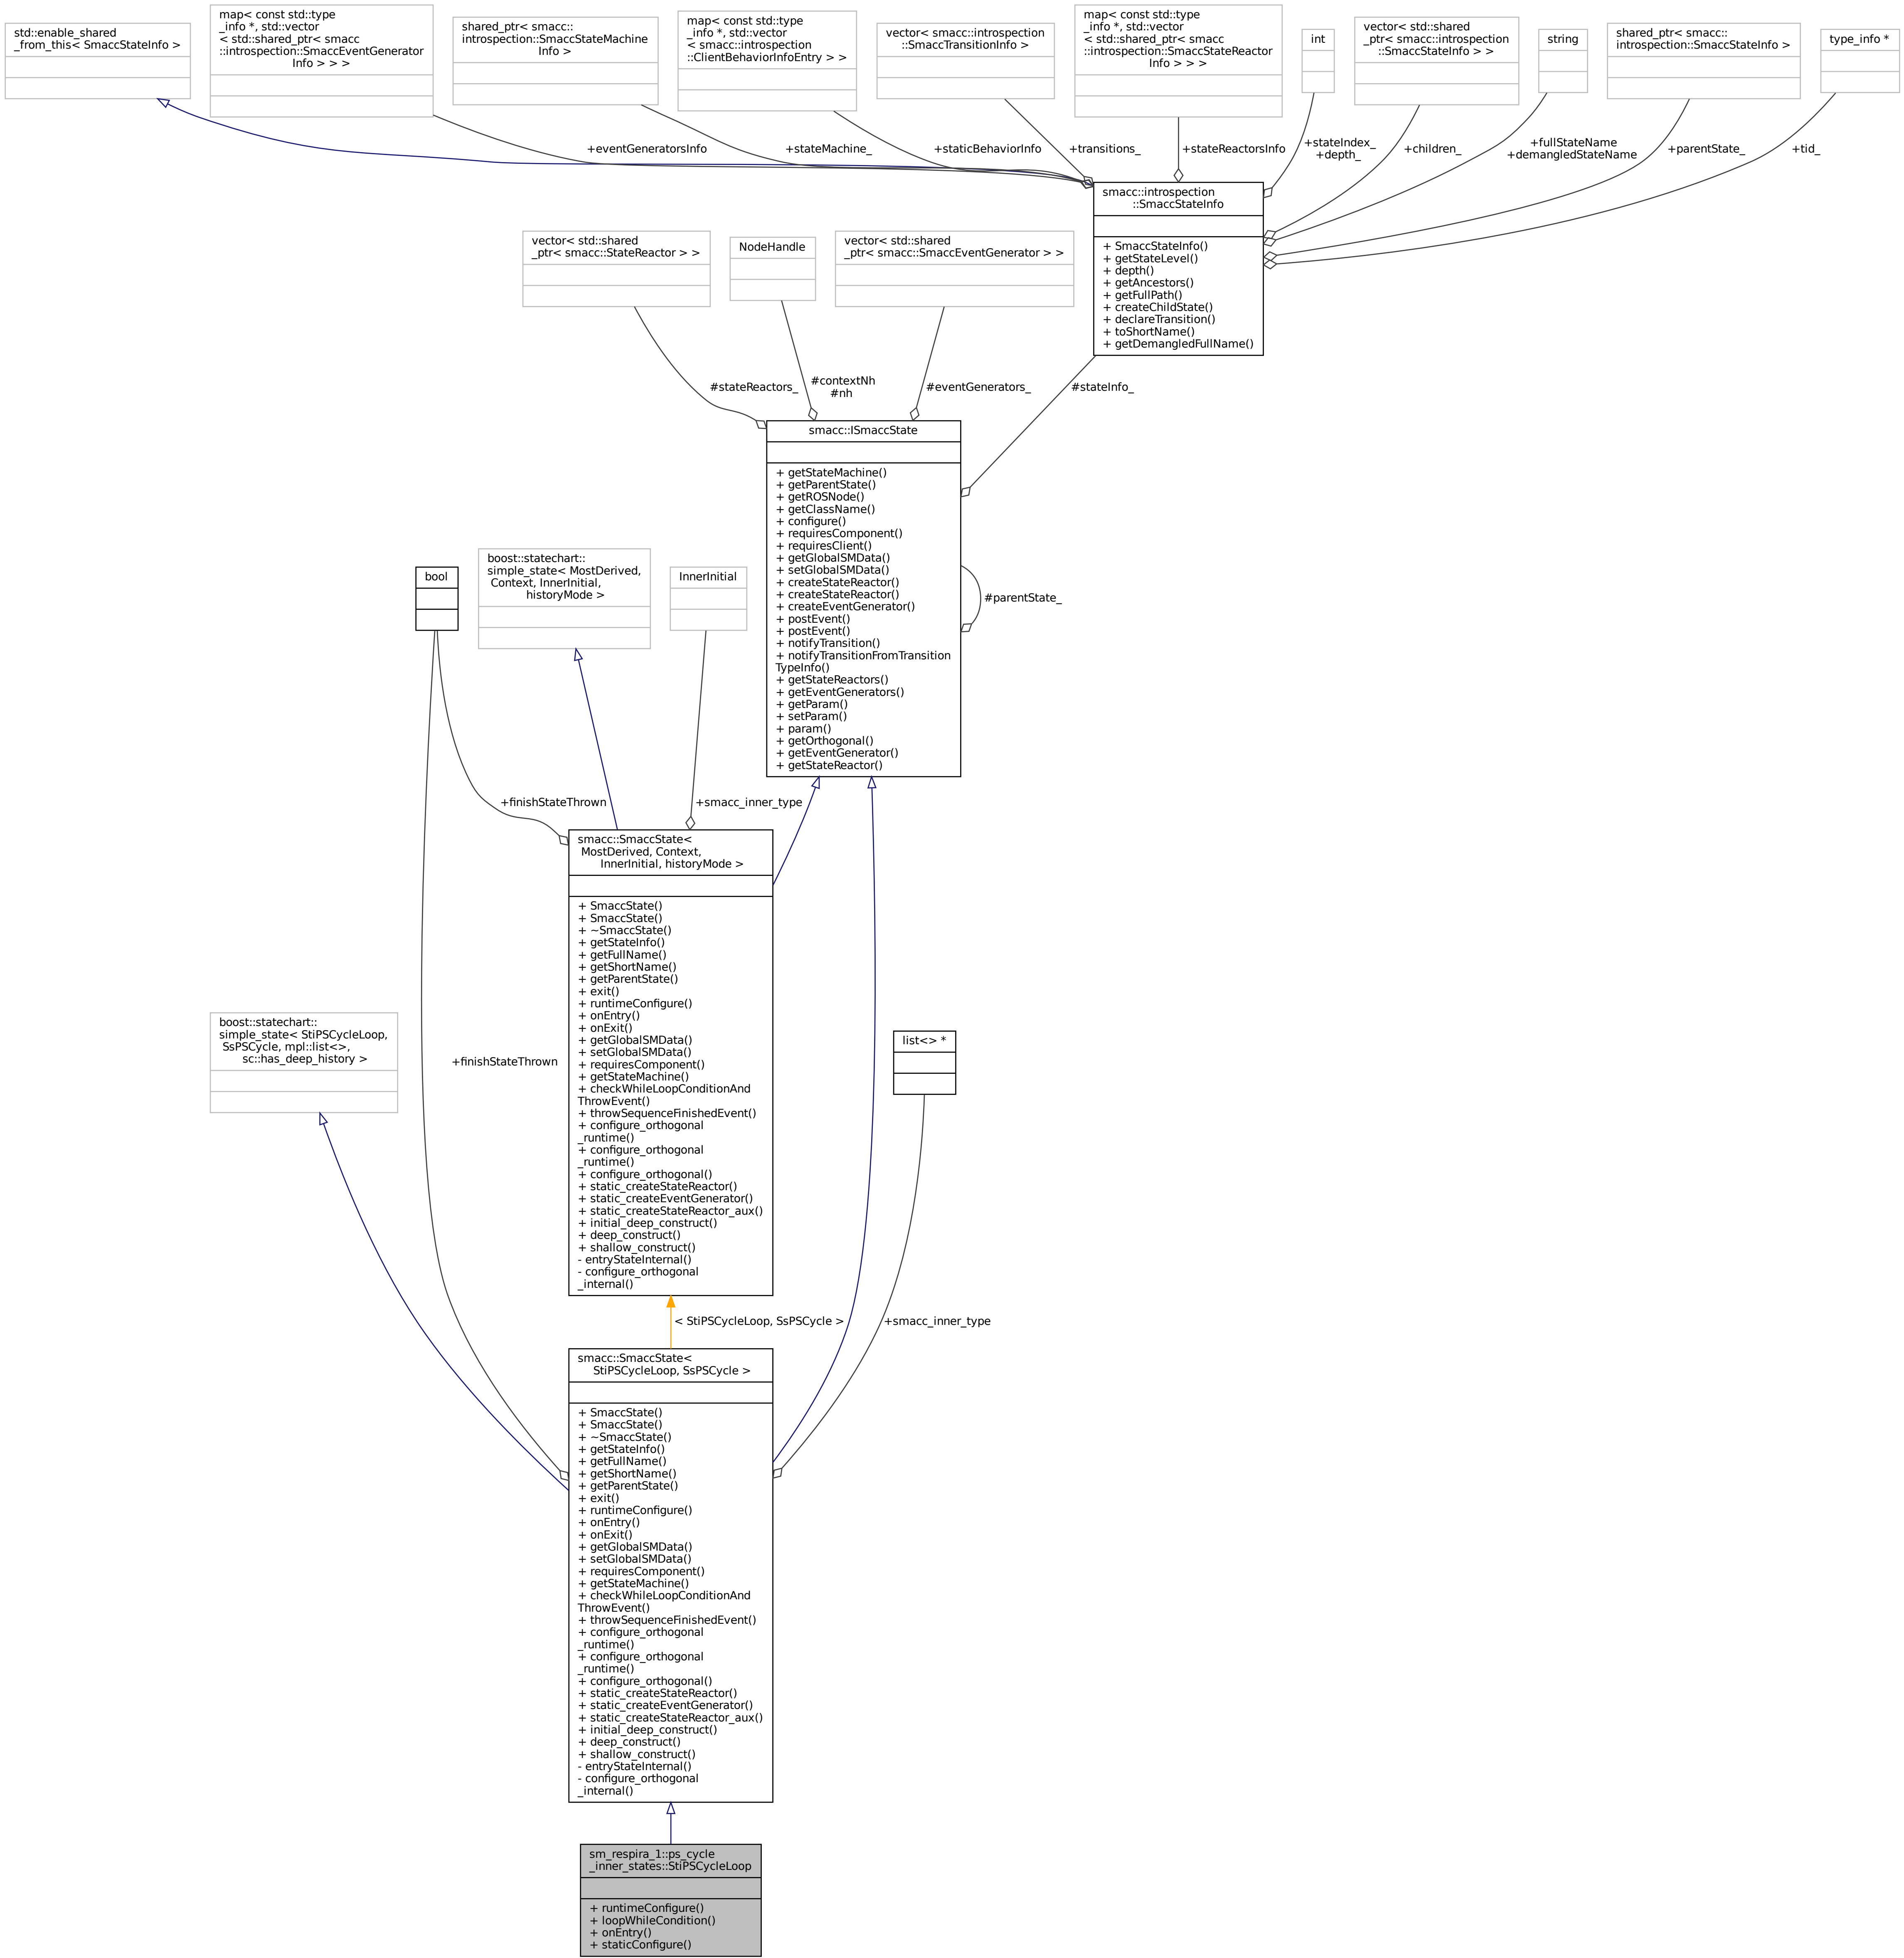 std::enable_shared
_from_this< SmaccStateInfo >
map< const std::type
_info *, std::vector
< std::shared_ptr< smacc
::introspection::SmaccEventGenerator
Info > > >
shared_ptr< smacc::
introspection::SmaccStateMachine
Info >
map< const std::type
_info *, std::vector
< smacc::introspection
::ClientBehaviorInfoEntry > >
vector< smacc::introspection
::SmaccTransitionInfo >
map< const std::type
_info *, std::vector
< std::shared_ptr< smacc
::introspection::SmaccStateReactor
Info > > >
int
vector< std::shared
_ptr< smacc::introspection
::SmaccStateInfo > >
string
shared_ptr< smacc::
introspection::SmaccStateInfo >
type_info *
+eventGeneratorsInfo
+stateMachine_
+staticBehaviorInfo
+transitions_
+stateReactorsInfo
+stateIndex_
+depth_
+children_
+fullStateName
+demangledStateName
+parentState_
+tid_
smacc::introspection
::SmaccStateInfo
+ SmaccStateInfo()
+ getStateLevel()
+ depth()
+ getAncestors()
+ getFullPath()
+ createChildState()
+ declareTransition()
+ toShortName()
+ getDemangledFullName()
vector< std::shared
_ptr< smacc::StateReactor > >
NodeHandle
vector< std::shared
_ptr< smacc::SmaccEventGenerator > >
#stateReactors_
#contextNh
#nh
#eventGenerators_
#stateInfo_
smacc::ISmaccState
+ getStateMachine()
+ getParentState()
+ getROSNode()
+ getClassName()
+ configure()
+ requiresComponent()
+ requiresClient()
+ getGlobalSMData()
+ setGlobalSMData()
+ createStateReactor()
+ createStateReactor()
+ createEventGenerator()
+ postEvent()
+ postEvent()
+ notifyTransition()
+ notifyTransitionFromTransition
TypeInfo()
+ getStateReactors()
+ getEventGenerators()
+ getParam()
+ setParam()
+ param()
+ getOrthogonal()
+ getEventGenerator()
+ getStateReactor()
#parentState_
bool
boost::statechart::
simple_state< MostDerived,
Context, InnerInitial,
historyMode >
InnerInitial
+finishStateThrown
+smacc_inner_type
smacc::SmaccState<
MostDerived, Context,
InnerInitial, historyMode >
+ SmaccState()
+ SmaccState()
+ ~SmaccState()
+ getStateInfo()
+ getFullName()
+ getShortName()
+ getParentState()
+ exit()
+ runtimeConfigure()
+ onEntry()
+ onExit()
+ getGlobalSMData()
+ setGlobalSMData()
+ requiresComponent()
+ getStateMachine()
+ checkWhileLoopConditionAnd
ThrowEvent()
+ throwSequenceFinishedEvent()
+ configure_orthogonal
_runtime()
+ configure_orthogonal
_runtime()
+ configure_orthogonal()
+ static_createStateReactor()
+ static_createEventGenerator()
+ static_createStateReactor_aux()
+ initial_deep_construct()
+ deep_construct()
+ shallow_construct()
- entryStateInternal()
- configure_orthogonal
_internal()
boost::statechart::
simple_state< StiPSCycleLoop,
SsPSCycle, mpl::list<>,
sc::has_deep_history >
+finishStateThrown
list<> *
< StiPSCycleLoop, SsPSCycle >
+smacc_inner_type
smacc::SmaccState<
StiPSCycleLoop, SsPSCycle >
+ SmaccState()
+ SmaccState()
+ ~SmaccState()
+ getStateInfo()
+ getFullName()
+ getShortName()
+ getParentState()
+ exit()
+ runtimeConfigure()
+ onEntry()
+ onExit()
+ getGlobalSMData()
+ setGlobalSMData()
+ requiresComponent()
+ getStateMachine()
+ checkWhileLoopConditionAnd
ThrowEvent()
+ throwSequenceFinishedEvent()
+ configure_orthogonal
_runtime()
+ configure_orthogonal
_runtime()
+ configure_orthogonal()
+ static_createStateReactor()
+ static_createEventGenerator()
+ static_createStateReactor_aux()
+ initial_deep_construct()
+ deep_construct()
+ shallow_construct()
- entryStateInternal()
- configure_orthogonal
_internal()
sm_respira_1::ps_cycle
_inner_states::StiPSCycleLoop
+ runtimeConfigure()
+ loopWhileCondition()
+ onEntry()
+ staticConfigure()